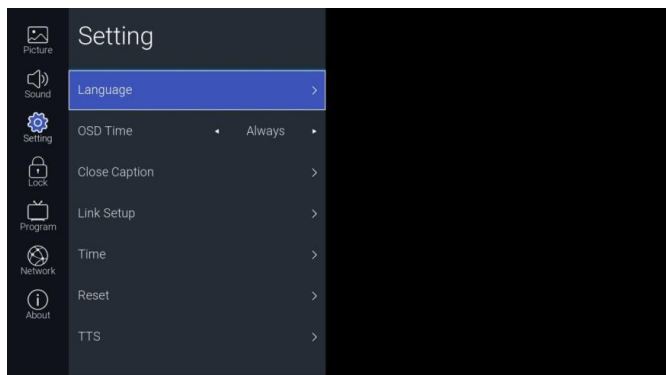 Setting
Picture
Sound
Setting
Lock
Program
Network
About
Language
OSD Time Always
Close Caption
Link Setup
Time
Reset
TTS